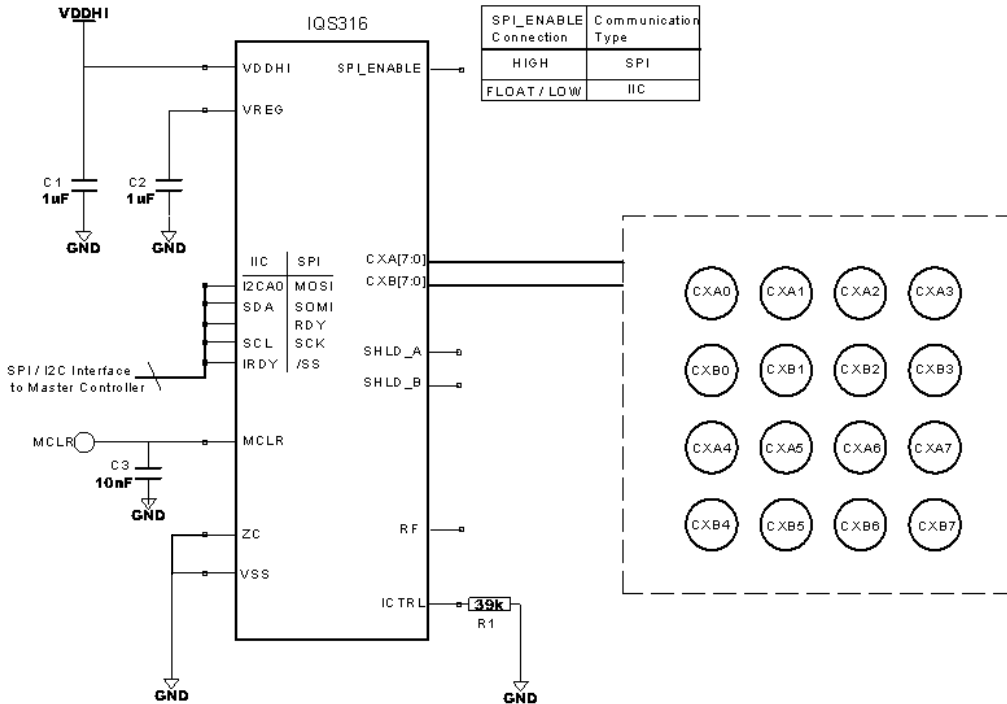 VDDHI
IQS316
SPI_ENABLE Communication
Connection Type
HIGH SPI
FLOAT / LOW IIC
VDDHI SPI_ENABLE
VREG
C1
1uF
C2
1uF
GND
GND
IIC SPI
I2CA0 MOSI
SDA SOMI
RDY
SCL SCK
IRDY /SS
CXA[7:0]
CXB[7:0]
SHLD_A
SHLD_B
SPI / I2C Interface
to Master Controller
MCLR
MCLR
C3
10nF
GND
ZC
VSS
GND
RF
ICTRL
39k
R1
GND
CXA0 CXA1 CXA2 CXA3
CXB0 CXB1 CXB2 CXB3
CXA4 CXA5 CXA6 CXA7
CXB4 CXB5 CXB6 CXB7